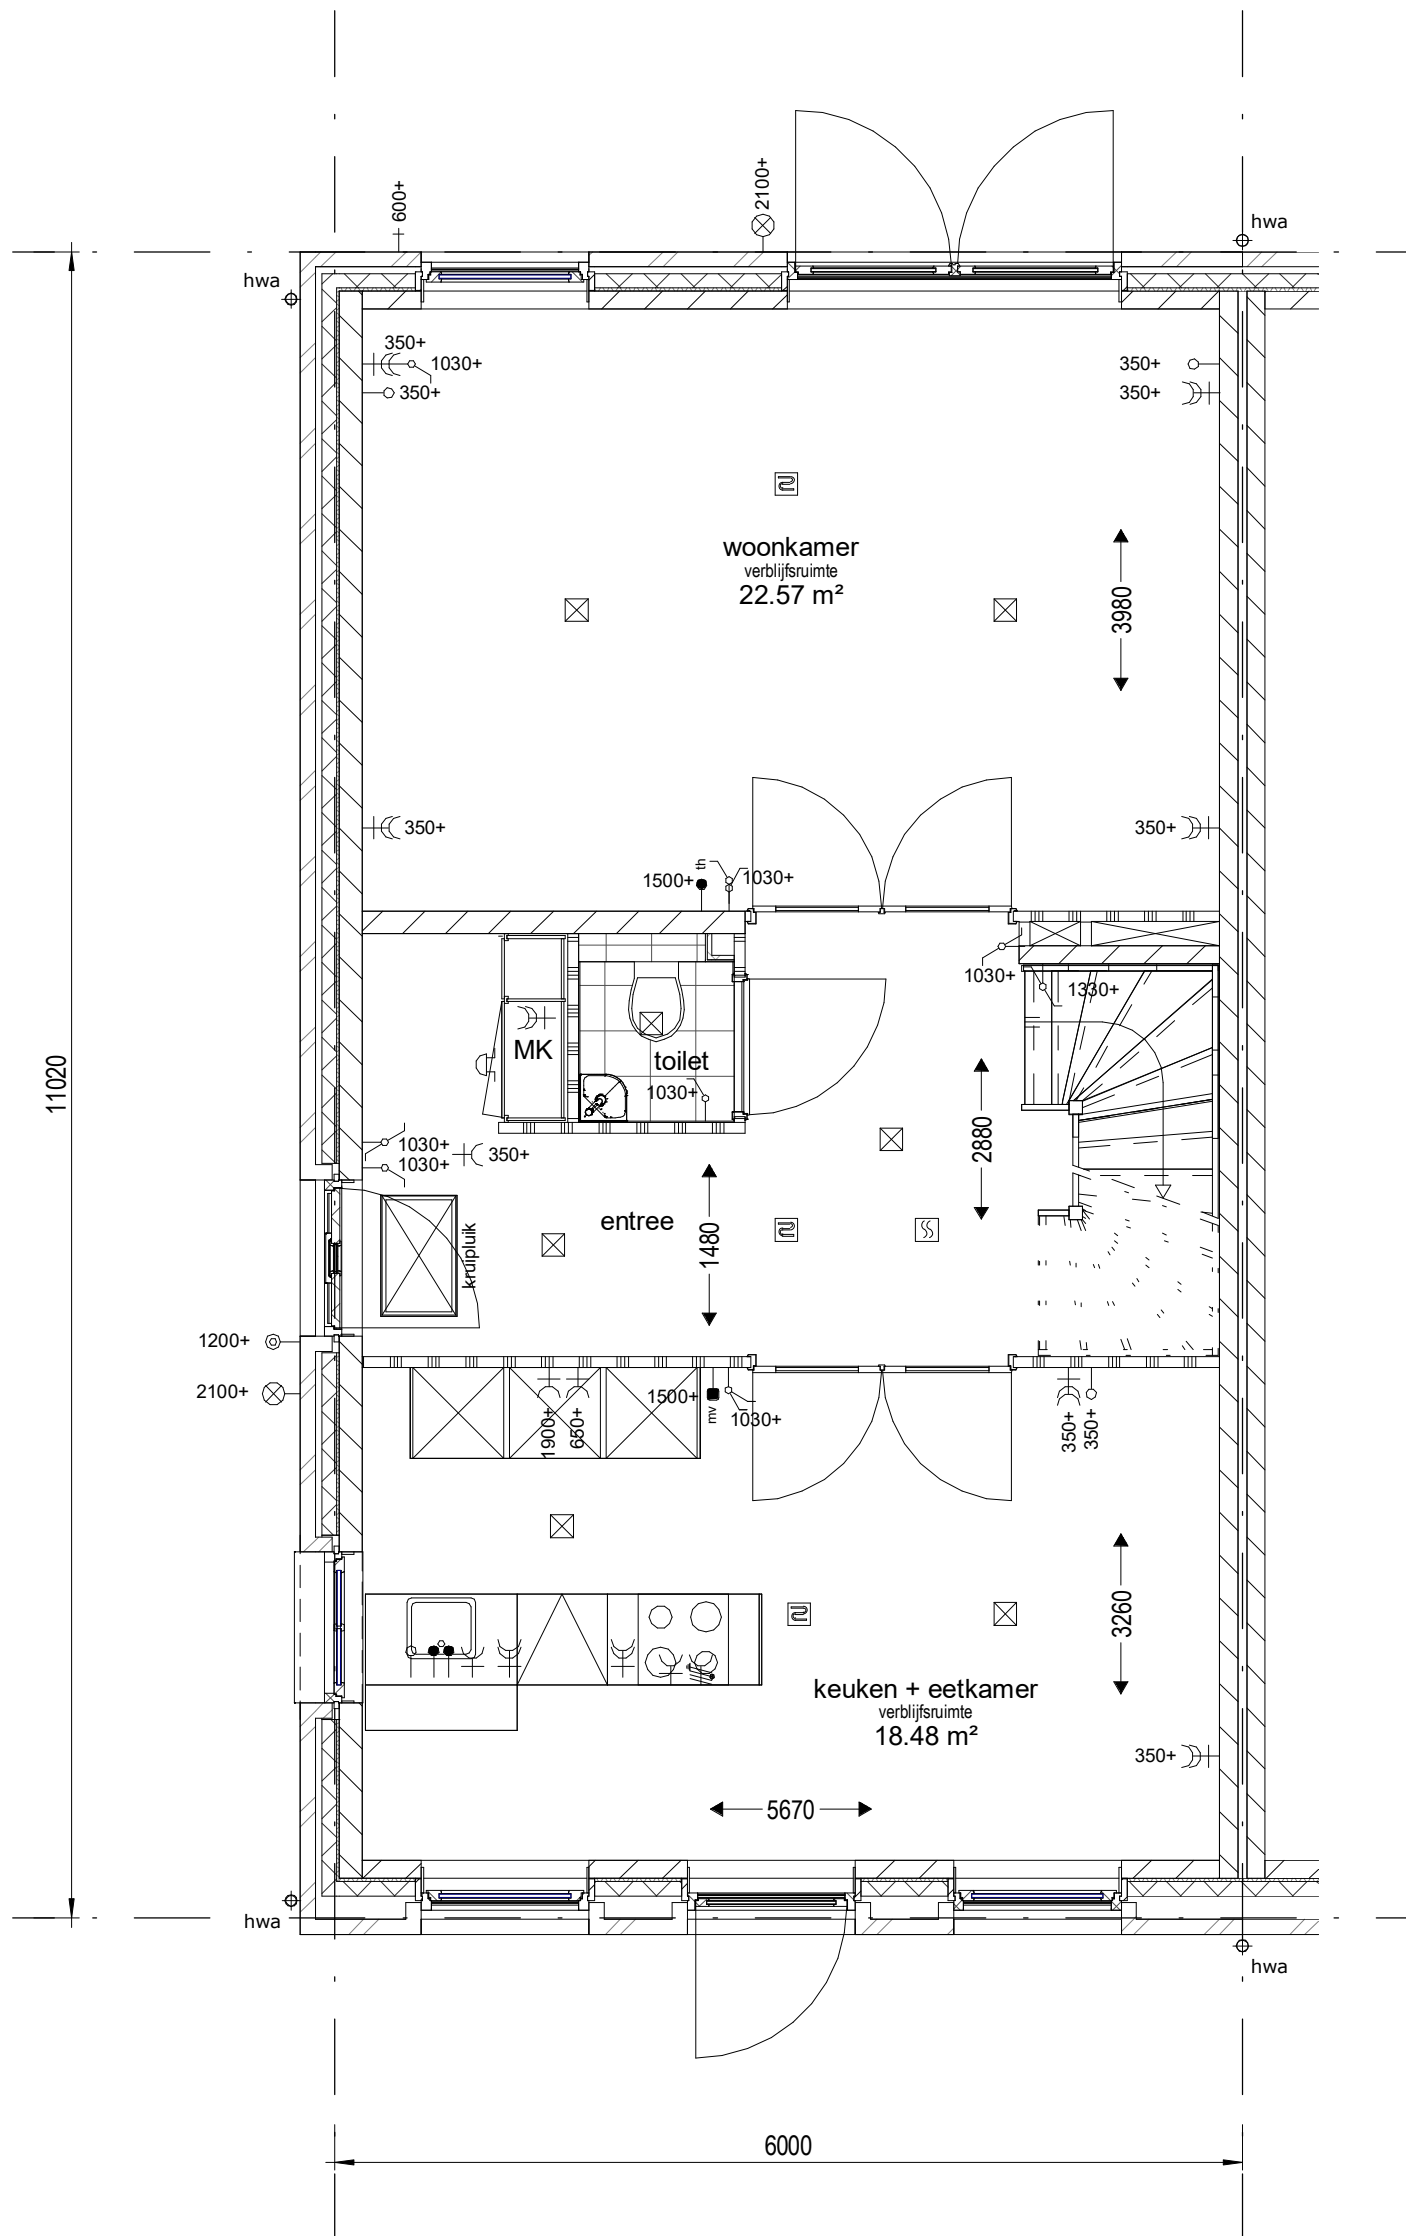 600+
2100+
hwa
hwa
350+
1030+
350+
350+
350+
woonkamer
verblijfsruimte
22.57 m²
3980
350+
350+
th
1500+
1030+
1030+
1330+
MK
toilet
1030+
11020
2880
1030+
1030+
350+
entree
1480
kruipluik
1200+
2100+
1900+
650+
1500+
mv
1030+
350+
350+
3260
keuken + eetkamer
verblijfsruimte
18.48 m²
350+
5670
hwa
hwa
6000